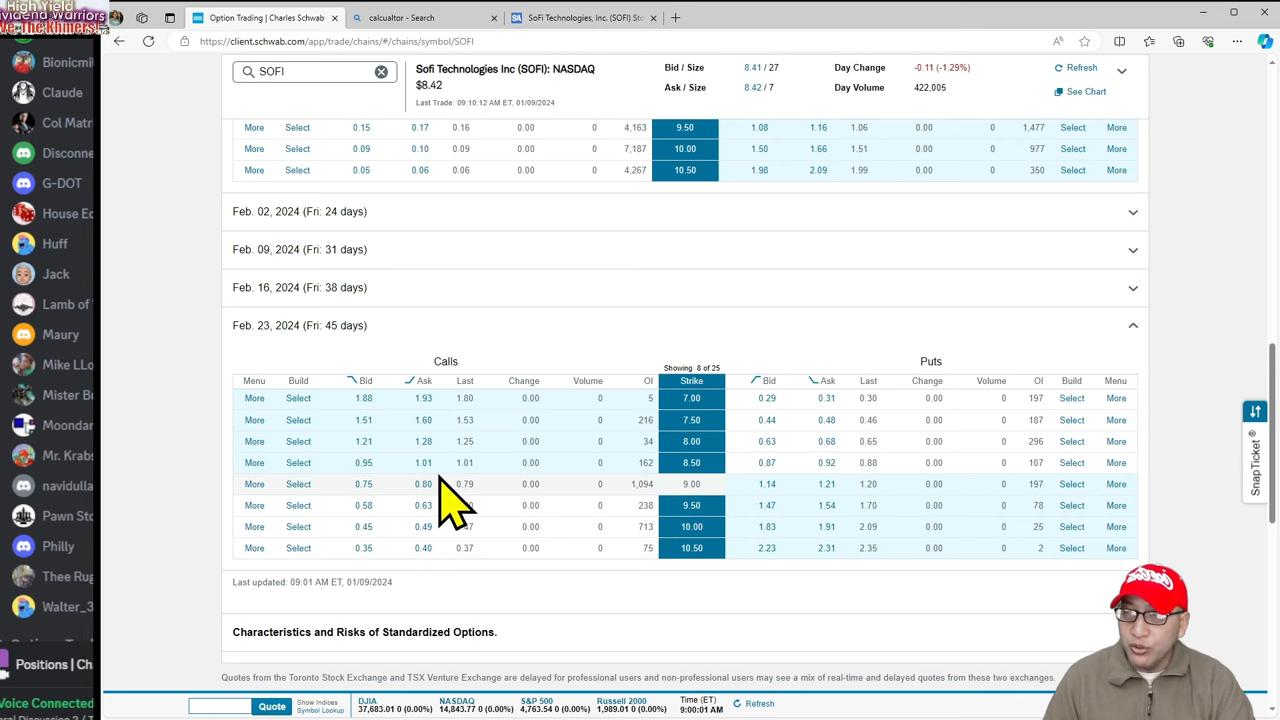 High Yield
Dividend Warriors
Option Trading | Charles Schwab
calcualtor - Search
SoFi Technologies, Inc. (SOFI) Sto
https://client.schwab.com/app/trade/chains/#/chains/symbol/SOFI
SOFI
Sofi Technologies Inc (SOFI): NASDAQ
$8.42
Last Trade: 09:10:12 AM ET, 01/09/2024
Bid / Size 8.41 / 27 Day Change -0.11 (-1.29%) Refresh
Ask / Size 8.42 / 7 Day Volume 422,005 See Chart
More Select 0.15 0.17 0.16 0.00 0 4,163 9.50 1.08 1.16 1.06 0.00 0 1,477 Select More
More Select 0.09 0.10 0.09 0.00 0 7,187 10.00 1.50 1.66 1.51 0.00 0 977 Select More
More Select 0.05 0.06 0.06 0.00 0 4,267 10.50 1.98 2.09 1.99 0.00 0 350 Select More
Feb. 02, 2024 (Fri: 24 days)
Feb. 09, 2024 (Fri: 31 days)
Feb. 16, 2024 (Fri: 38 days)
Feb. 23, 2024 (Fri: 45 days)
Calls Showing 8 of 25 Puts
Menu Build Bid Ask Last Change Volume OI Strike Bid Ask Last Change Volume OI Build Menu
More Select 1.88 1.93 1.80 0.00 0 5 7.00 0.29 0.31 0.30 0.00 0 197 Select More
More Select 1.51 1.60 1.53 0.00 0 216 7.50 0.44 0.48 0.46 0.00 0 187 Select More
More Select 1.21 1.28 1.25 0.00 0 34 8.00 0.63 0.68 0.65 0.00 0 296 Select More
More Select 0.95 1.01 1.01 0.00 0 162 8.50 0.87 0.92 0.88 0.00 0 107 Select More
More Select 0.75 0.80 0.79 0.00 0 1,094 9.00 1.14 1.21 1.20 0.00 0 197 Select More
More Select 0.58 0.63 0.00 0 238 9.50 1.47 1.54 1.70 0.00 0 78 Select More
More Select 0.45 0.49 0.00 0 713 10.00 1.83 1.91 2.09 0.00 0 25 Select More
More Select 0.35 0.40 0.37 0.00 0 75 10.50 2.23 2.31 2.35 0.00 0 2 Select More
Last updated: 09:01 AM ET, 01/09/2024
Characteristics and Risks of Standardized Options.
Quotes from the Toronto Stock Exchange and TSX Venture Exchange are delayed for professional users and non-professional users may see a mix of real-time and delayed quotes from these two exchanges.
Quote
Show Indices
Symbol Lookup
DJIA
37,683.01 0 (0.00%)
NASDAQ
14,843.77 0 (0.00%)
S&P 500
4,763.54 0 (0.00%)
Russell 2000
1,989.01 0 (0.00%)
Time (ET)
9:00:01 AM
Refresh
SnapTicket®
Bionicmil
Claude
Col Matr
Disconne
G-DOT
House Ec
Huff
Jack
Lamb of
Maury
Mike LLo
Mister B
Moondar
Mr. Krabs
navidulla
Pawn Sto
Philly
Thee Rug
Walter_3
Positions | Cha
Voice Connected